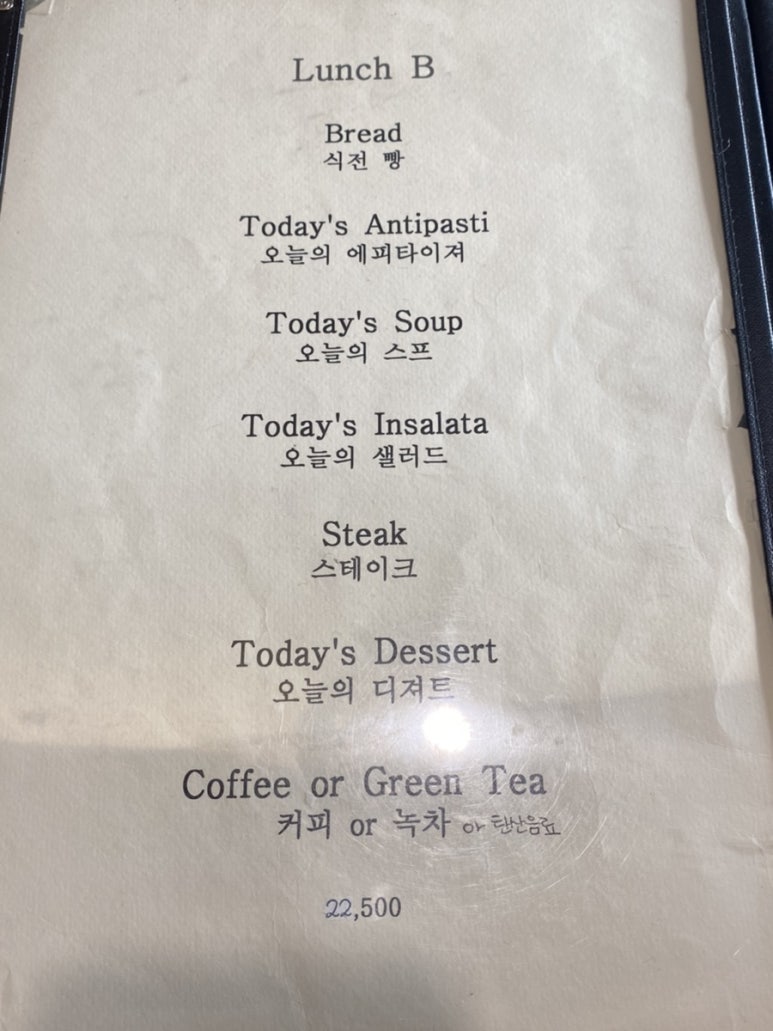 Lunch B
Bread
식전 빵
Today's Antipasti
오늘의 에피타이져
Today's Soup
오늘의 스프
Today's Insalata
오늘의 샐러드
Steak
스테이크
Today's Dessert
오늘의 디져트
Coffee or Green Tea
커피 or 녹차 or 탄산음료
22,500